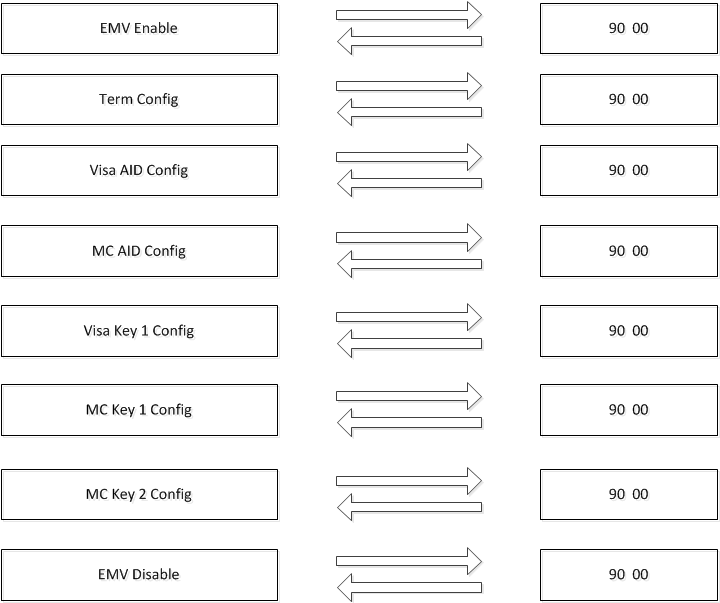 EMV Enable 90 00
Term Config 90 00
Visa AID Config 90 00
MC AID Config 90 00
Visa Key 1 Config 90 00
MC Key 1 Config 90 00
MC Key 2 Config 90 00
EMV Disable 90 00